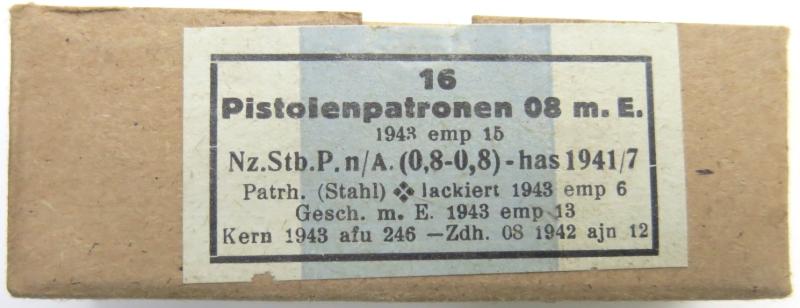 16
Pistolenpatronen 08 m. E.
1943 emp 15
Nz.Stb.P. n/A. (0,8-0,8) - has 1941/7
Patrh. (Stahl) ❖ lackiert 1943 emp 6
Gesch. m. E. 1943 emp 13
Kern 1943 afu 246 — Zdh. 08 1942 ajn 12